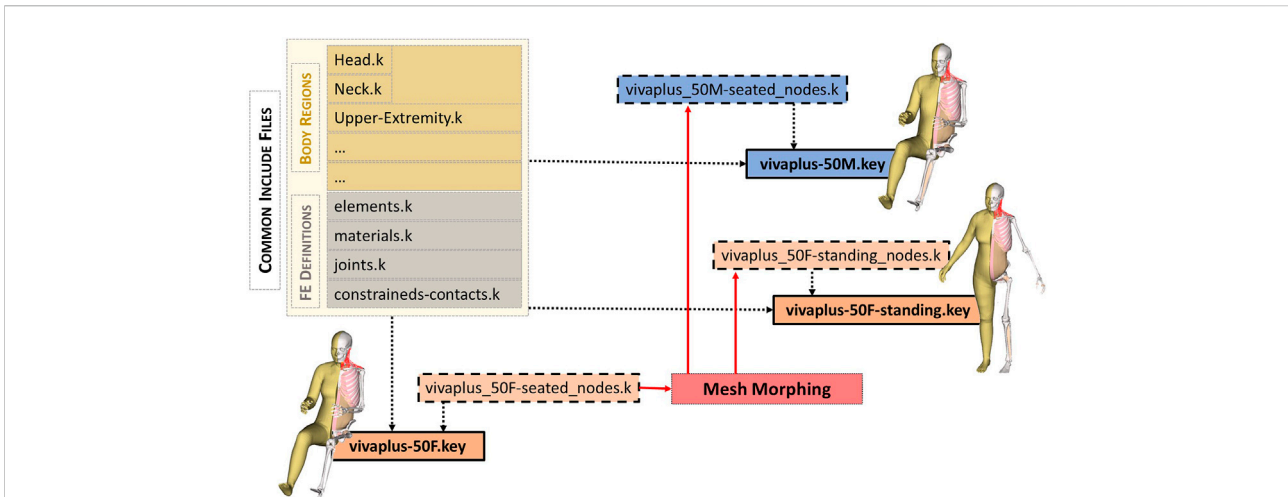 COMMON INCLUDE FILES
BODY REGIONS
Head.k
Neck.k
Upper-Extremity.k
...
...
FE DEFINITIONS
elements.k
materials.k
joints.k
constraineds-contacts.k
vivaplus_50M-seated_nodes.k
vivaplus-50M.key
vivaplus_50F-standing_nodes.k
vivaplus-50F-standing.key
vivaplus_50F-seated_nodes.k
Mesh Morphing
vivaplus-50F.key